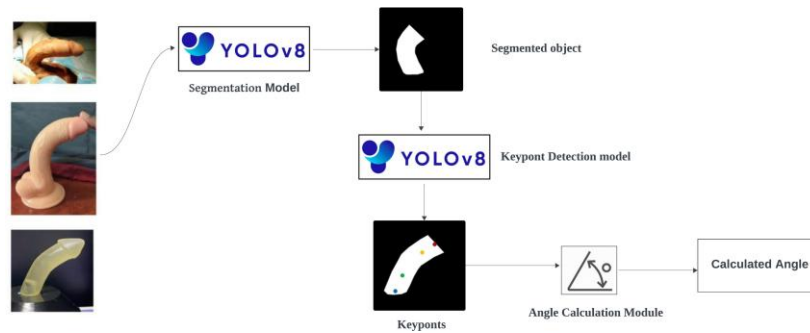 YOLOv8
Segmentation Model
Segmented object
YOLOv8
Keypont Detection model
Keyponts
Angle Calculation Module
Calculated Angle